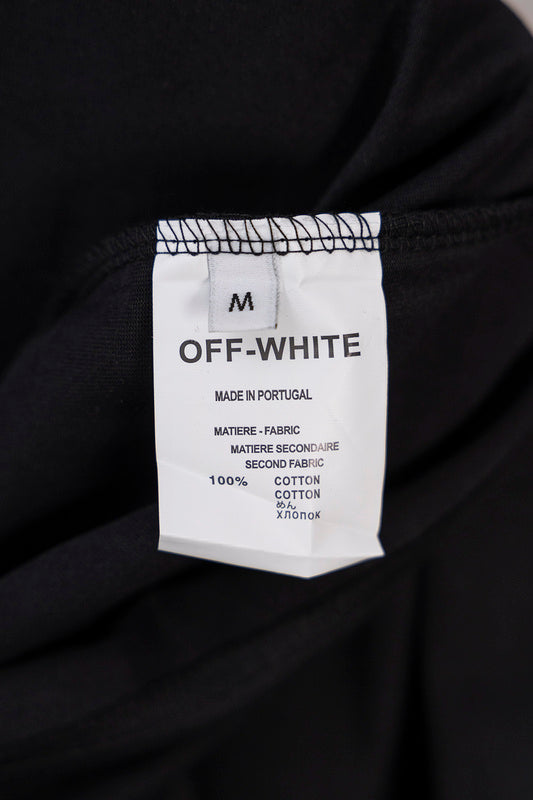 M
OFF-WHITE
MADE IN PORTUGAL
MATIERE - FABRIC
MATIERE SECONDAIRE
SECOND FABRIC
100% COTTON
COTTON
めん
ХЛОПОК